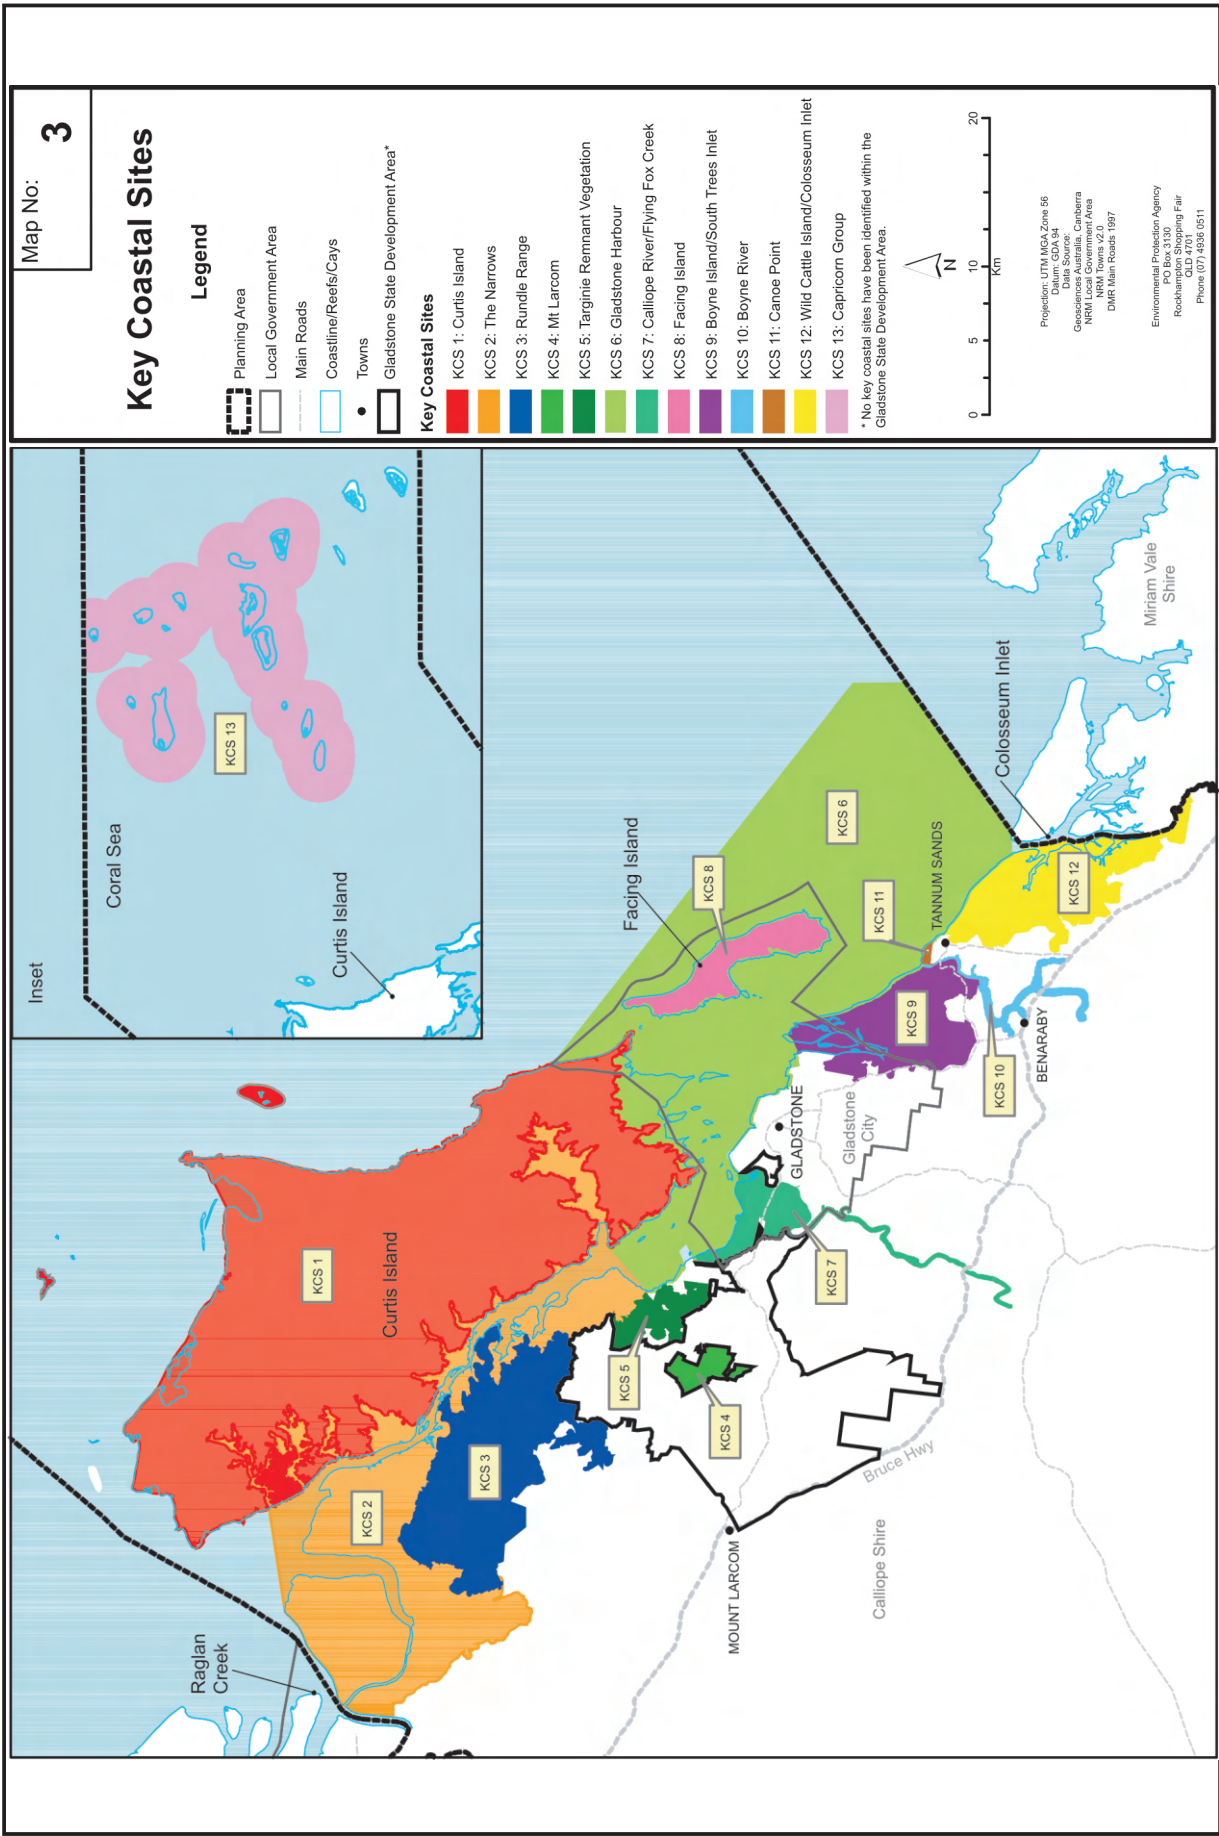 Map No:
3
Key Coastal Sites
Legend
Planning Area
Local Government Area
Main Roads
Coastline/Reefs/Cays
Towns
Gladstone State Development Area*
Key Coastal Sites
KCS 1: Curtis Island
KCS 2: The Narrows
KCS 3: Rundle Range
KCS 4: Mt Larcom
KCS 5: Targinie Remnant Vegetation
KCS 6: Gladstone Harbour
KCS 7: Calliope River/Flying Fox Creek
KCS 8: Facing Island
KCS 9: Boyne Island/South Trees Inlet
KCS 10: Boyne River
KCS 11: Canoe Point
KCS 12: Wild Cattle Island/Colosseum Inlet
KCS 13: Capricorn Group
* No key coastal sites have been identified within the
Gladstone State Development Area.
N
0 5 10 20
Km
Projection: UTM MGA Zone 56
Datum: GDA 94
Data Source:
Geosciences Australia, Canberra
NRM Local Government Area
NRM Towns v2.0
DMR Main Roads 1997
Environmental Protection Agency
PO Box 3130
Rockhampton Shopping Fair
QLD 4701
Phone (07) 4936 0511
Inset
Coral Sea
KCS 13
Curtis Island
Raglan
Creek
KCS 1
Curtis Island
KCS 2
KCS 3
KCS 5
KCS 4
MOUNT LARCOM
Bruce Hwy
Calliope Shire
KCS 7
GLADSTONE
Gladstone
City
Facing Island
KCS 8
KCS 6
KCS 11
TANNUM SANDS
KCS 9
KCS 10
BENARABY
KCS 12
Colosseum Inlet
Miriam Vale
Shire